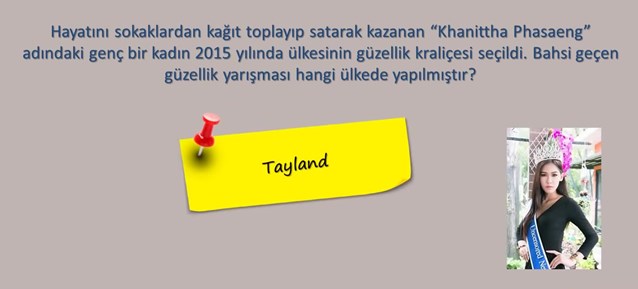 Hayatını sokaklardan kağıt toplayıp satarak kazanan “Khanittha Phasaeng”
adındaki genç bir kadın 2015 yılında ülkesinin güzellik kraliçesi seçildi. Bahsi geçen
güzellik yarışması hangi ülkede yapılmıştır?
Tayland